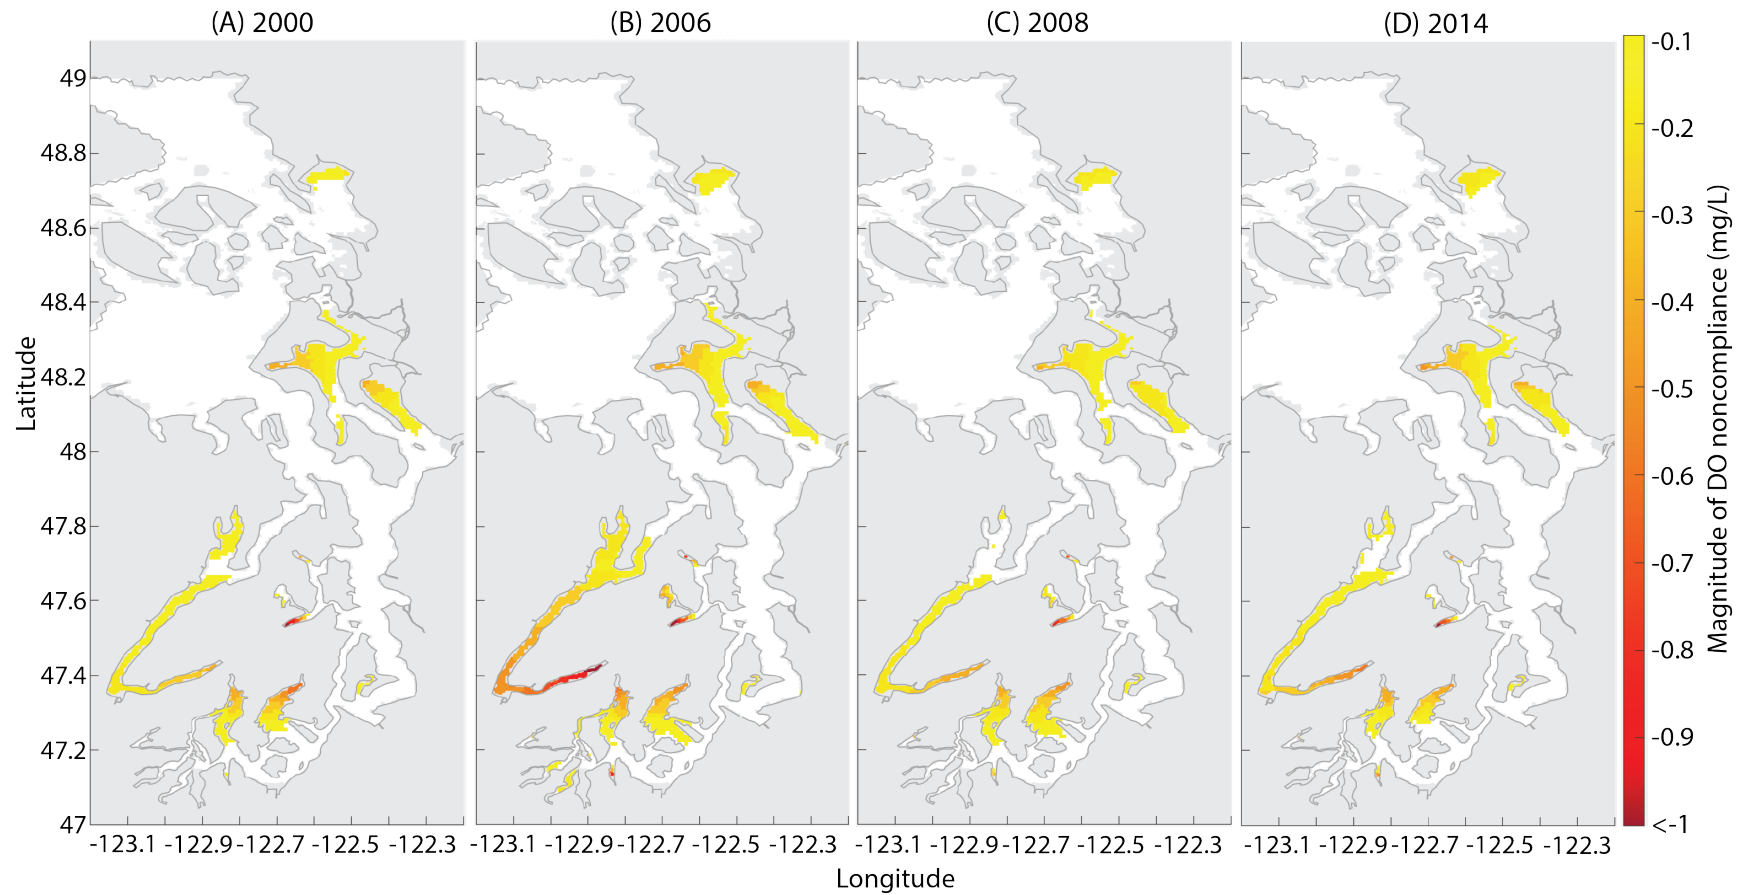 (A) 2000
(B) 2006
(C) 2008
(D) 2014
49
48.8
48.6
48.4
48.2
48
47.8
47.6
47.4
47.2
47
Latitude
-123.1 -122.9 -122.7 -122.5 -122.3
-123.1 -122.9 -122.7 -122.5 -122.3
-123.1 -122.9 -122.7 -122.5 -122.3
-123.1 -122.9 -122.7 -122.5 -122.3
Longitude
-0.1
-0.2
-0.3
-0.4
-0.5
-0.6
-0.7
-0.8
-0.9
<-1
Magnitude of DO noncompliance (mg/L)